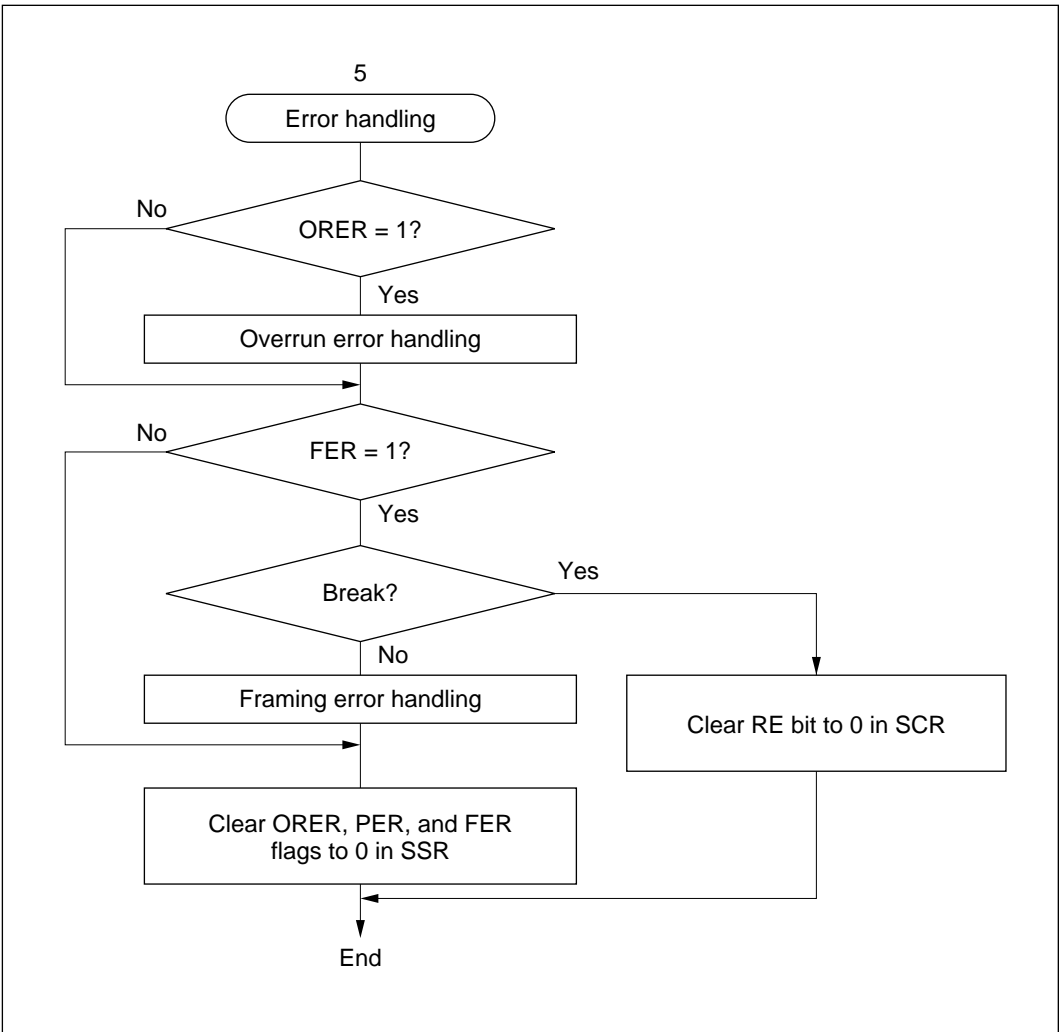 5
Error handling
No
ORER = 1?
Yes
Overrun error handling
No
FER = 1?
Yes
Break?
Yes
No
Framing error handling
Clear RE bit to 0 in SCR
Clear ORER, PER, and FER
flags to 0 in SSR
End